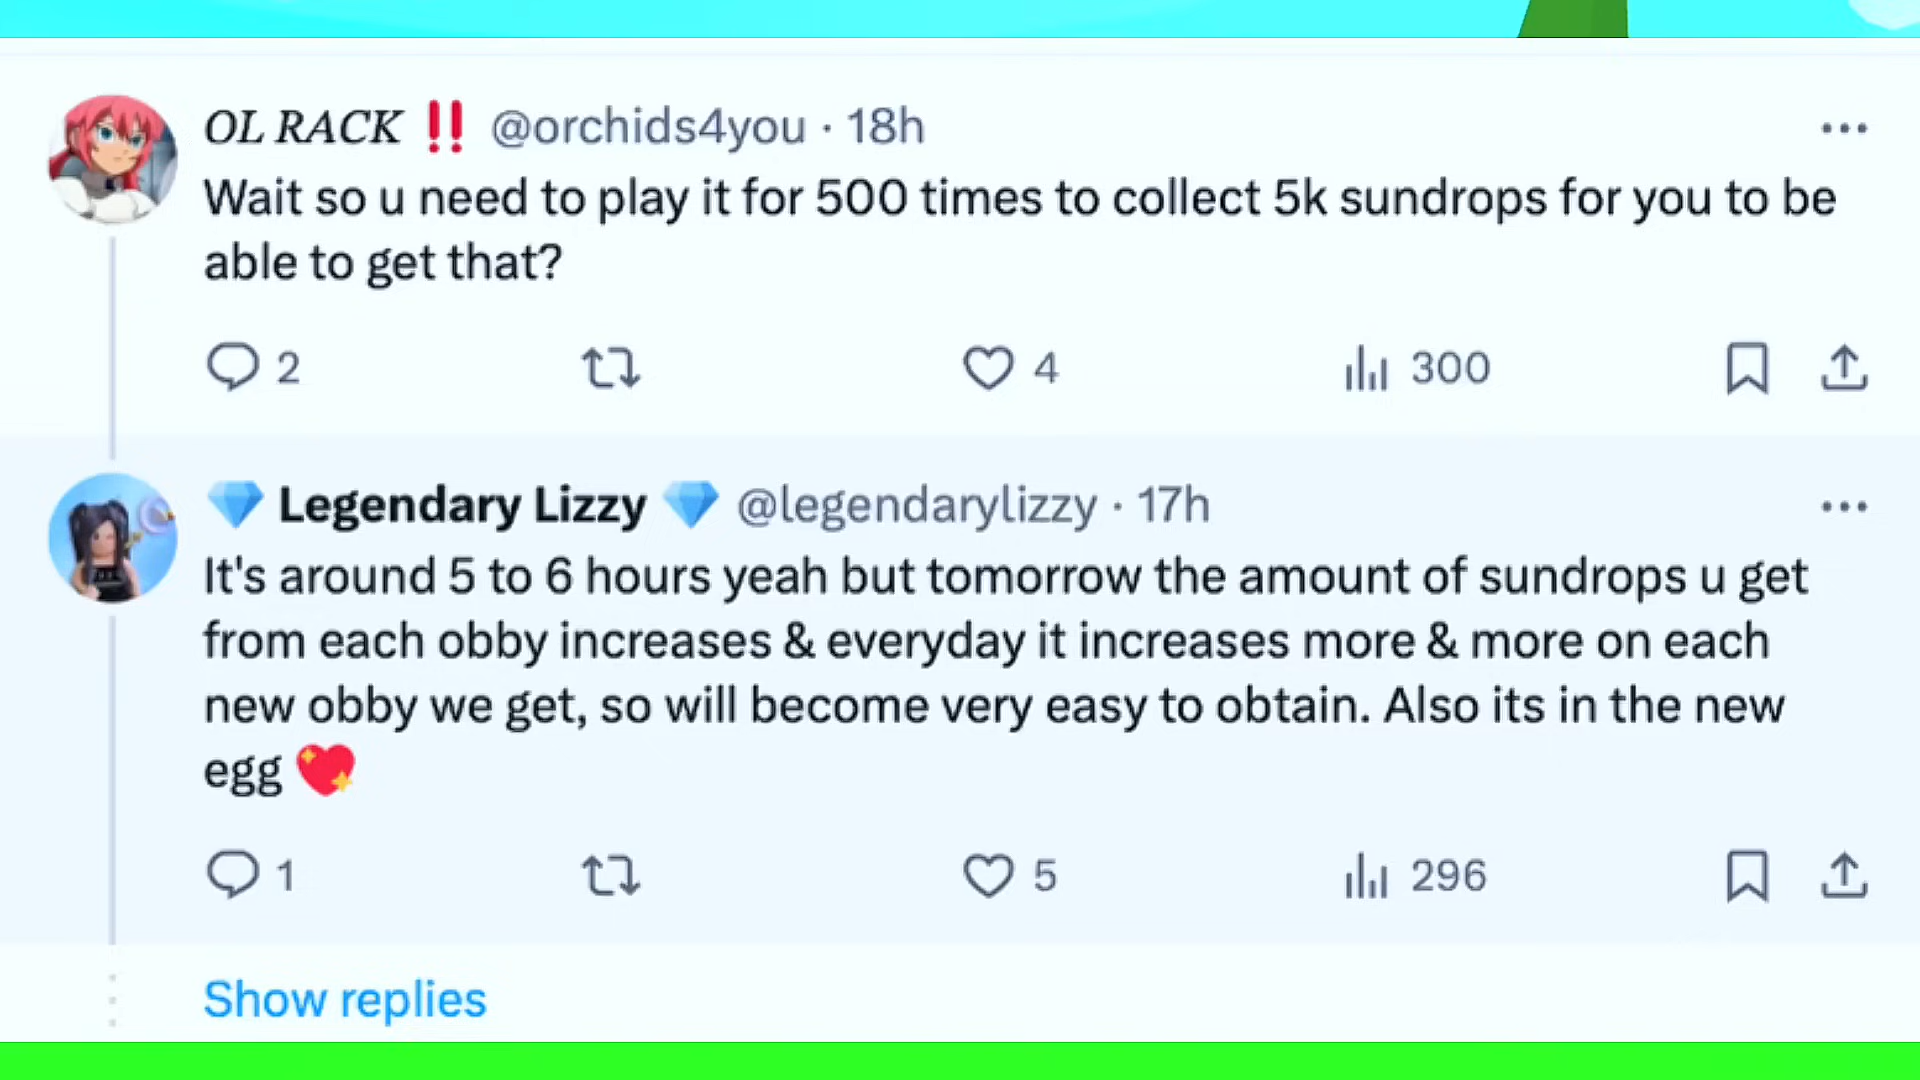 OL RACK ‼️ @orchids4you · 18h
Wait so u need to play it for 500 times to collect 5k sundrops for you to be
able to get that?
2 4 300
💎 Legendary Lizzy 💎 @legendarylizzy · 17h
It's around 5 to 6 hours yeah but tomorrow the amount of sundrops u get
from each obby increases & everyday it increases more & more on each
new obby we get, so will become very easy to obtain. Also its in the new
egg 💖
1 5 296
Show replies